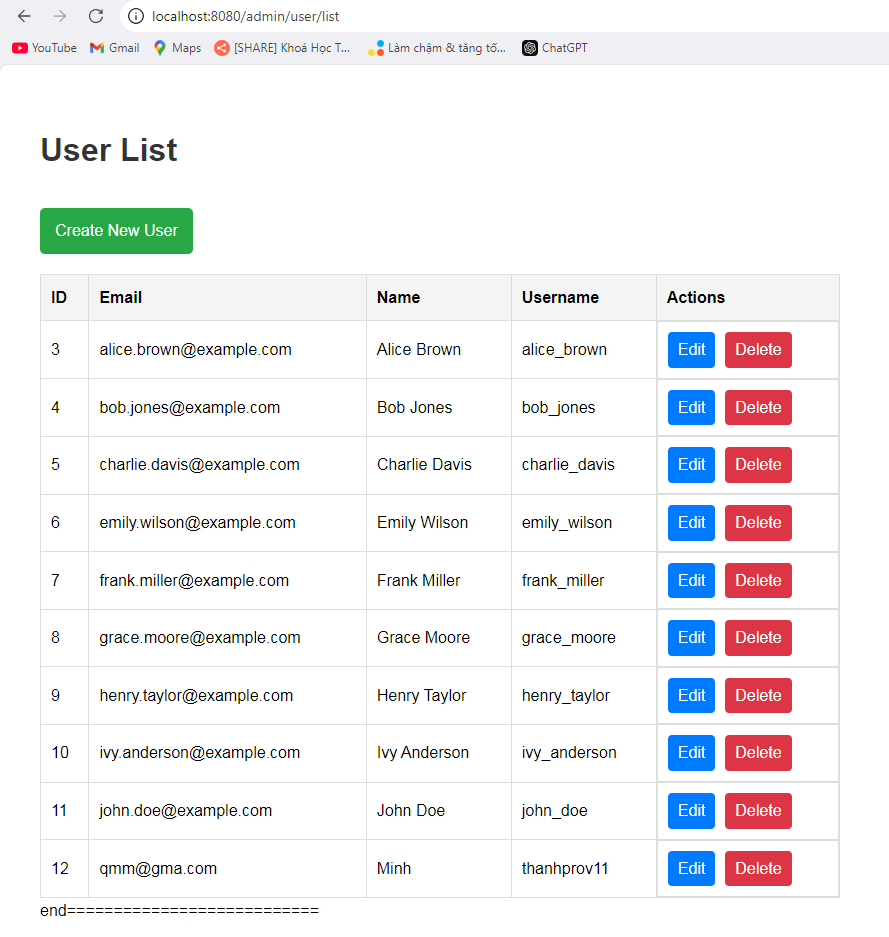 localhost:8080/admin/user/list
YouTube Gmail Maps [SHARE] Khoá Học T... Làm chậm & tăng tố... ChatGPT
User List
Create New User
ID Email Name Username Actions
3 alice.brown@example.com Alice Brown alice_brown Edit Delete
4 bob.jones@example.com Bob Jones bob_jones Edit Delete
5 charlie.davis@example.com Charlie Davis charlie_davis Edit Delete
6 emily.wilson@example.com Emily Wilson emily_wilson Edit Delete
7 frank.miller@example.com Frank Miller frank_miller Edit Delete
8 grace.moore@example.com Grace Moore grace_moore Edit Delete
9 henry.taylor@example.com Henry Taylor henry_taylor Edit Delete
10 ivy.anderson@example.com Ivy Anderson ivy_anderson Edit Delete
11 john.doe@example.com John Doe john_doe Edit Delete
12 qmm@gma.com Minh thanhprov11 Edit Delete
end===========================